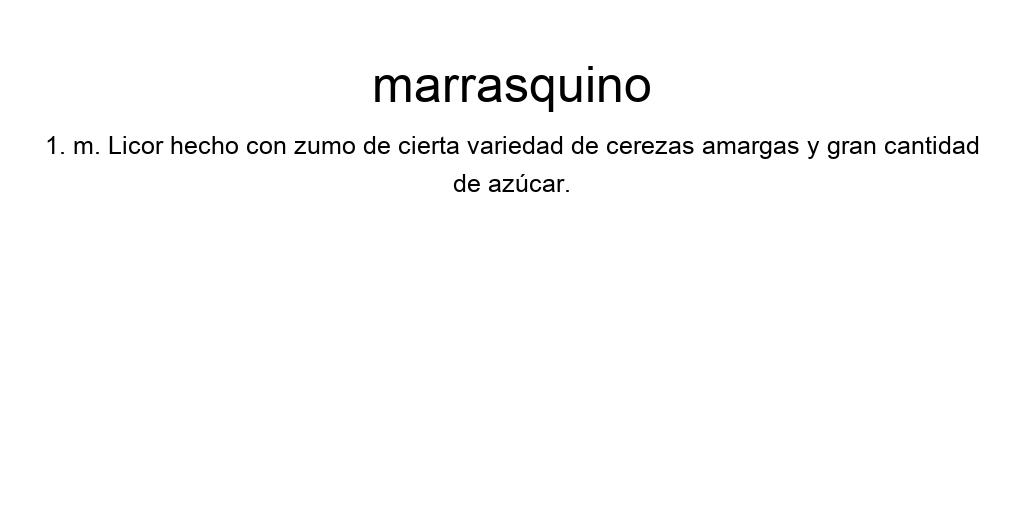 marrasquino
1. m. Licor hecho con zumo de cierta variedad de cerezas amargas y gran cantidad
de azúcar.